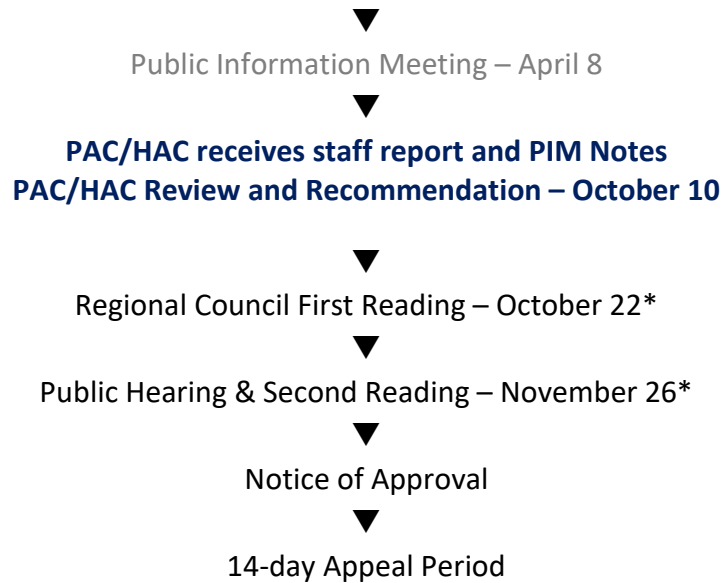 Public Information Meeting – April 8
PAC/HAC receives staff report and PIM Notes
PAC/HAC Review and Recommendation – October 10
Regional Council First Reading – October 22*
Public Hearing & Second Reading – November 26*
Notice of Approval
14-day Appeal Period